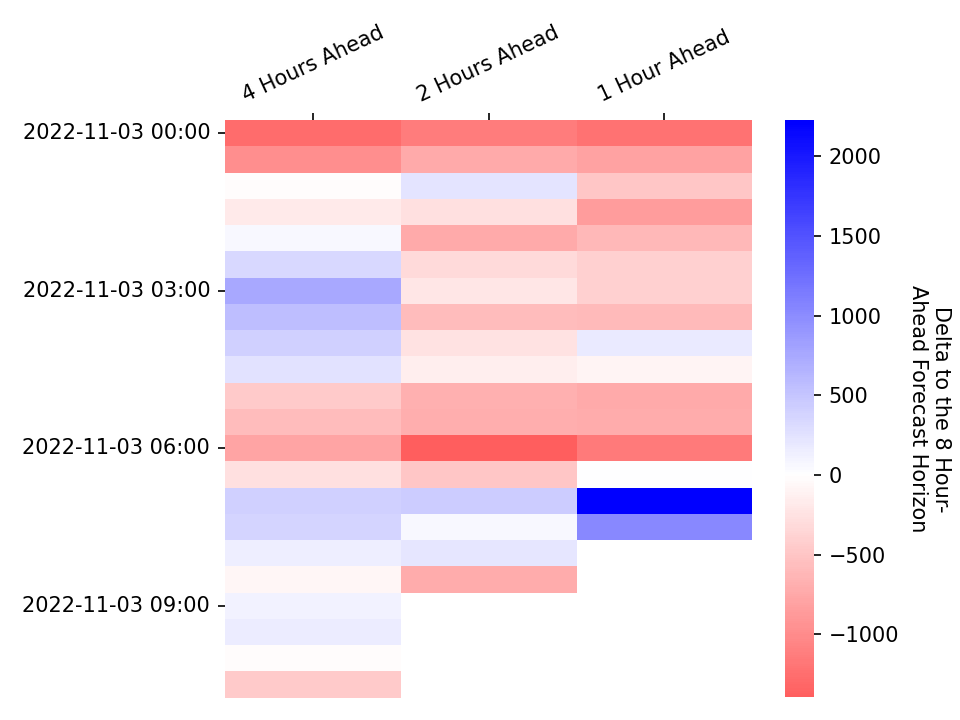 4 Hours Ahead
2 Hours Ahead
1 Hour Ahead
2022-11-03 00:00
2022-11-03 03:00
2022-11-03 06:00
2022-11-03 09:00
2000
1500
1000
500
0
−500
−1000
Delta to the 8 Hour-
Ahead Forecast Horizon